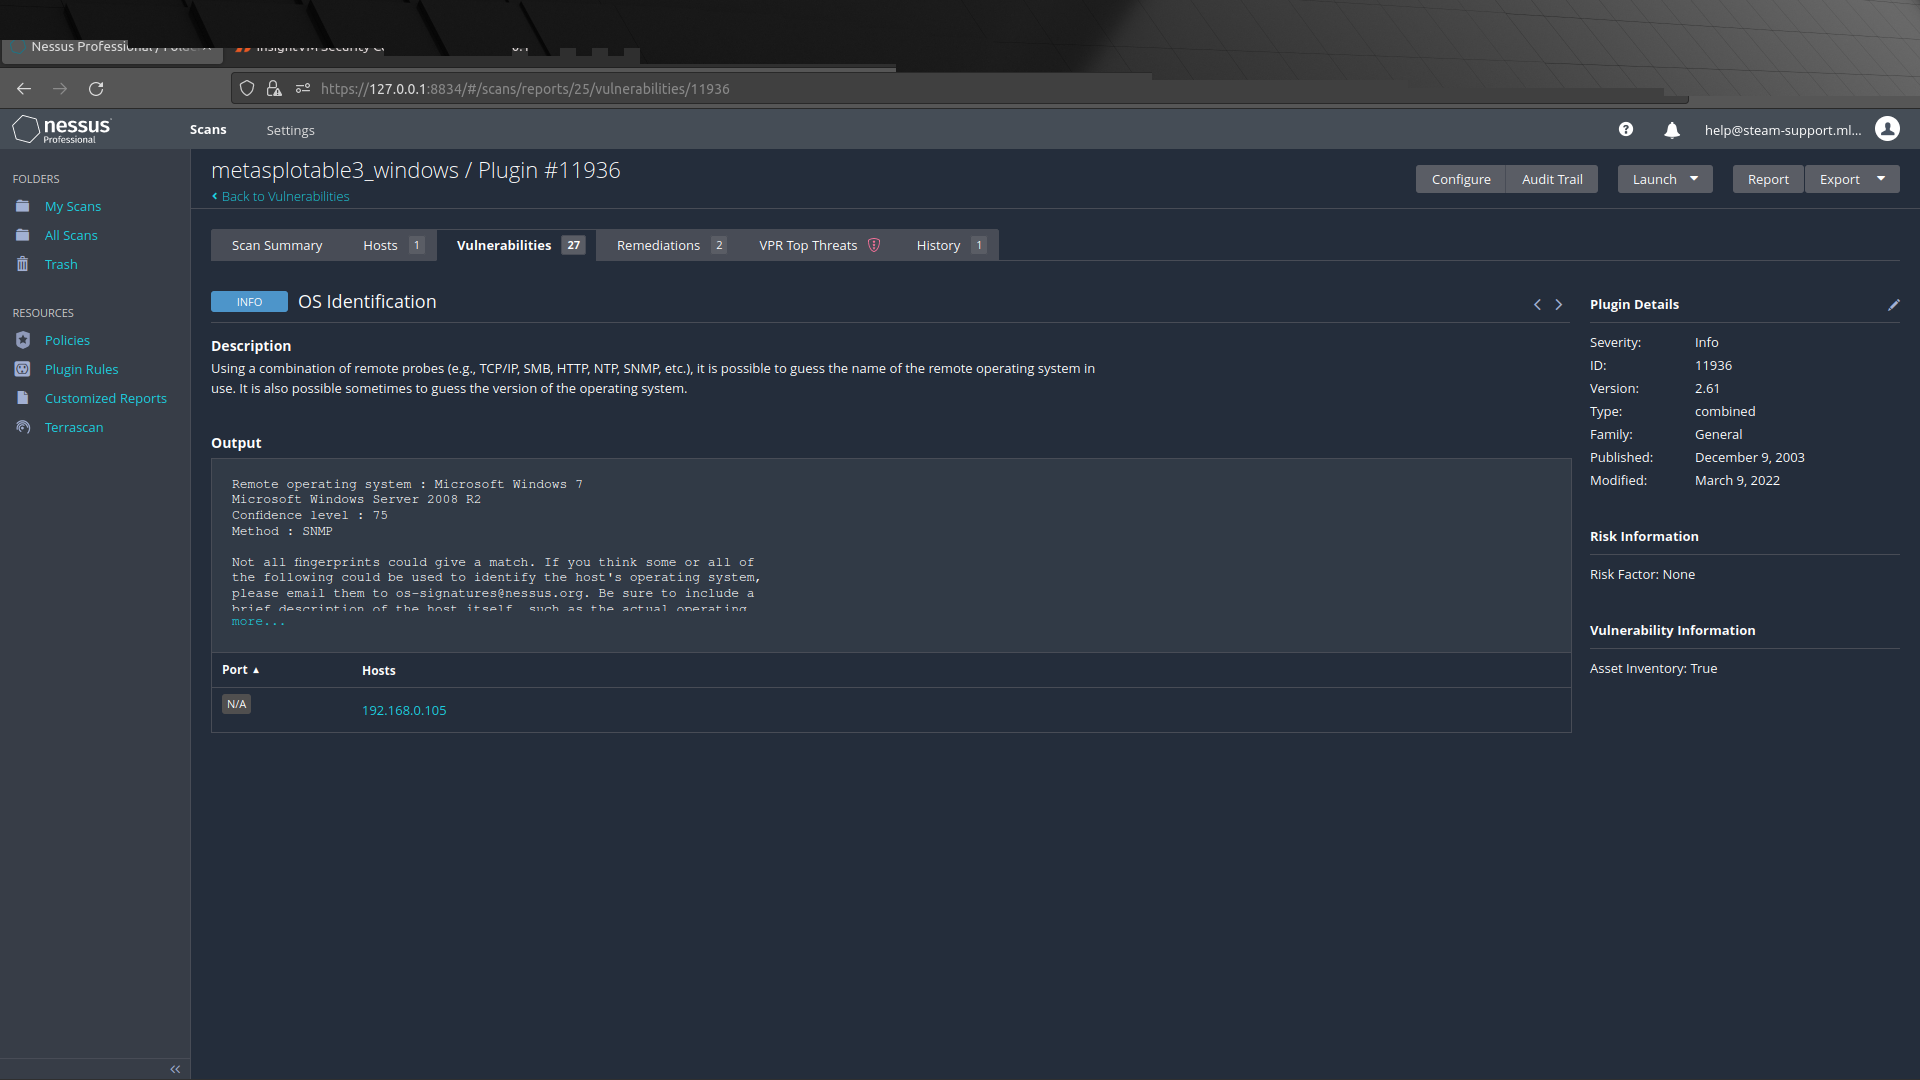 Nessus Professional / Folde
InsightVM Security C
https://127.0.0.1:8834/#/scans/reports/25/vulnerabilities/11936
nessus
Professional
Scans
Settings
help@steam-support.ml...
FOLDERS
My Scans
All Scans
Trash
RESOURCES
Policies
Plugin Rules
Customized Reports
Terrascan
metasplotable3_windows / Plugin #11936
Back to Vulnerabilities
Configure
Audit Trail
Launch
Report
Export
Scan Summary
Hosts 1
Vulnerabilities 27
Remediations 2
VPR Top Threats
History 1
INFO
OS Identification
Description
Using a combination of remote probes (e.g., TCP/IP, SMB, HTTP, NTP, SNMP, etc.), it is possible to guess the name of the remote operating system in
use. It is also possible sometimes to guess the version of the operating system.
Output
Remote operating system : Microsoft Windows 7
Microsoft Windows Server 2008 R2
Confidence level : 75
Method : SNMP
Not all fingerprints could give a match. If you think some or all of
the following could be used to identify the host's operating system,
please email them to os-signatures@nessus.org. Be sure to include a
brief description of the host itself, such as the actual operating
more...
Port
Hosts
N/A
192.168.0.105
Plugin Details
Severity: Info
ID: 11936
Version: 2.61
Type: combined
Family: General
Published: December 9, 2003
Modified: March 9, 2022
Risk Information
Risk Factor: None
Vulnerability Information
Asset Inventory: True